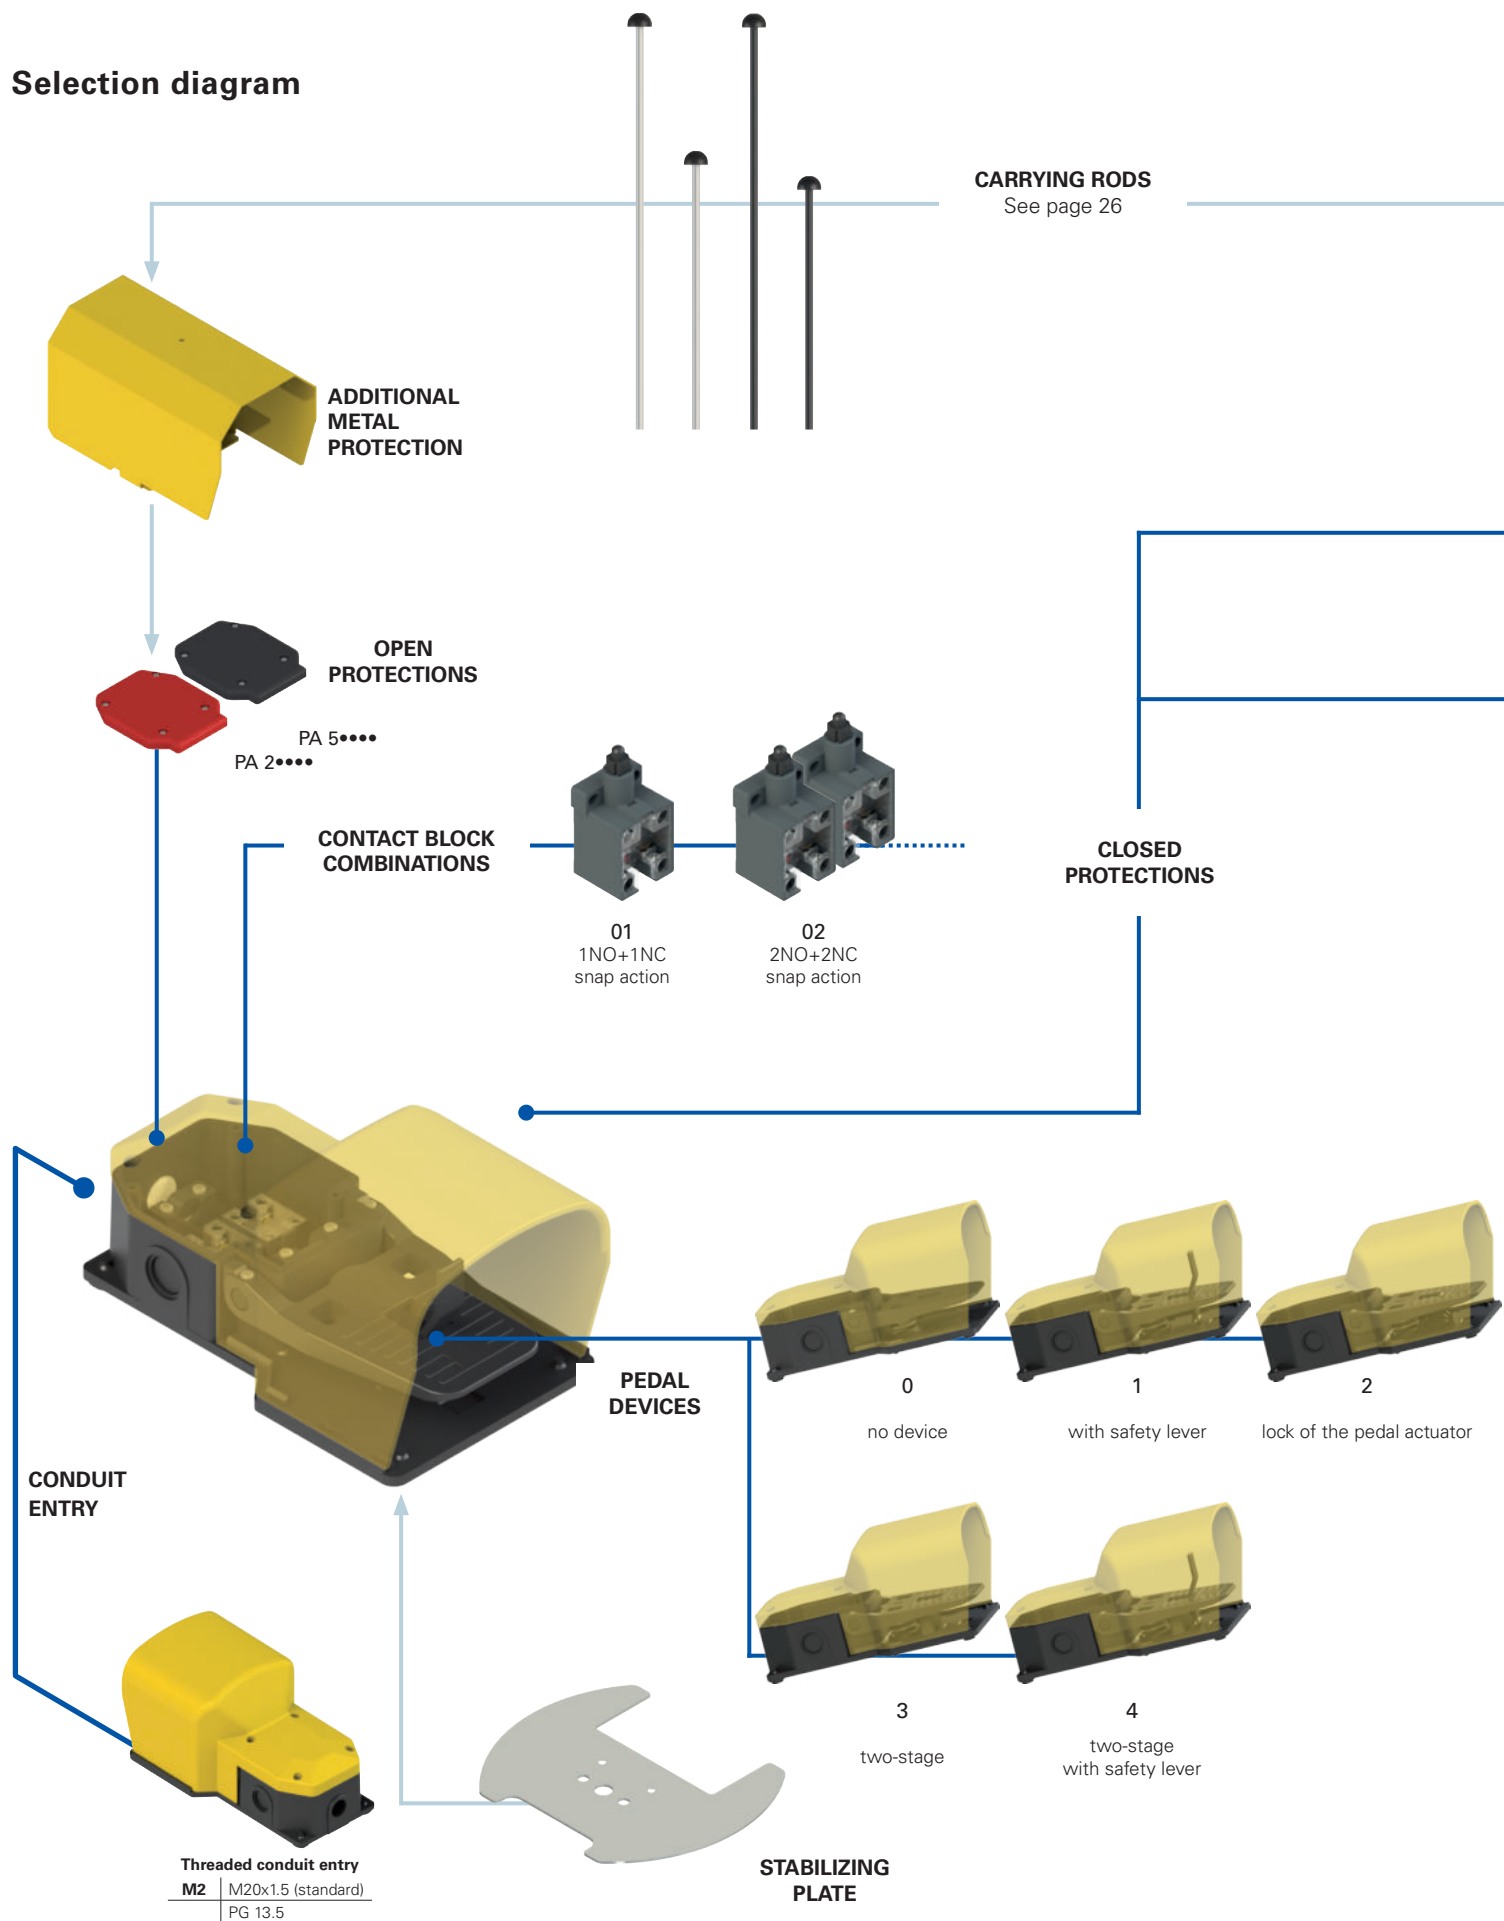 Selection diagram
CARRYING RODS
See page 26
ADDITIONAL
METAL
PROTECTION
OPEN
PROTECTIONS
PA 5••••
PA 2••••
CONTACT BLOCK
COMBINATIONS
01
1NO+1NC
snap action
02
2NO+2NC
snap action
CLOSED
PROTECTIONS
PEDAL
DEVICES
0
no device
1
with safety lever
2
lock of the pedal actuator
3
two-stage
4
two-stage
with safety lever
CONDUIT
ENTRY
Threaded conduit entry
M2 M20x1.5 (standard)
PG 13.5
STABILIZING
PLATE